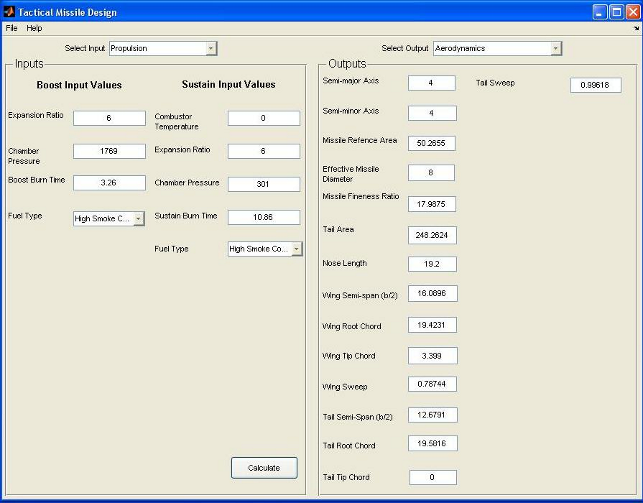 Tactical Missile Design
File Help
Select Input Propulsion
Select Output Aerodynamics
Inputs
Boost Input Values
Sustain Input Values
Expansion Ratio 6
Chamber Pressure 1769
Boost Burn Time 3.26
Fuel Type High Smoke C...
Combustor Temperature 0
Expansion Ratio 6
Chamber Pressure 301
Sustain Burn Time 10.86
Fuel Type High Smoke Co...
Calculate
Outputs
Semi-major Axis 4
Semi-minor Axis 4
Missile Refence Area 50.2655
Effective Missile Diameter 8
Missile Fineness Ratio 17.9875
Tail Area 248.2624
Nose Length 19.2
Wing Semi-span (b/2) 16.0896
Wing Root Chord 19.4231
Wing Tip Chord 3.399
Wing Sweep 0.78744
Tail Semi-Span (b/2) 12.6791
Tail Root Chord 19.5816
Tail Tip Chord 0
Tail Sweep 0.99618